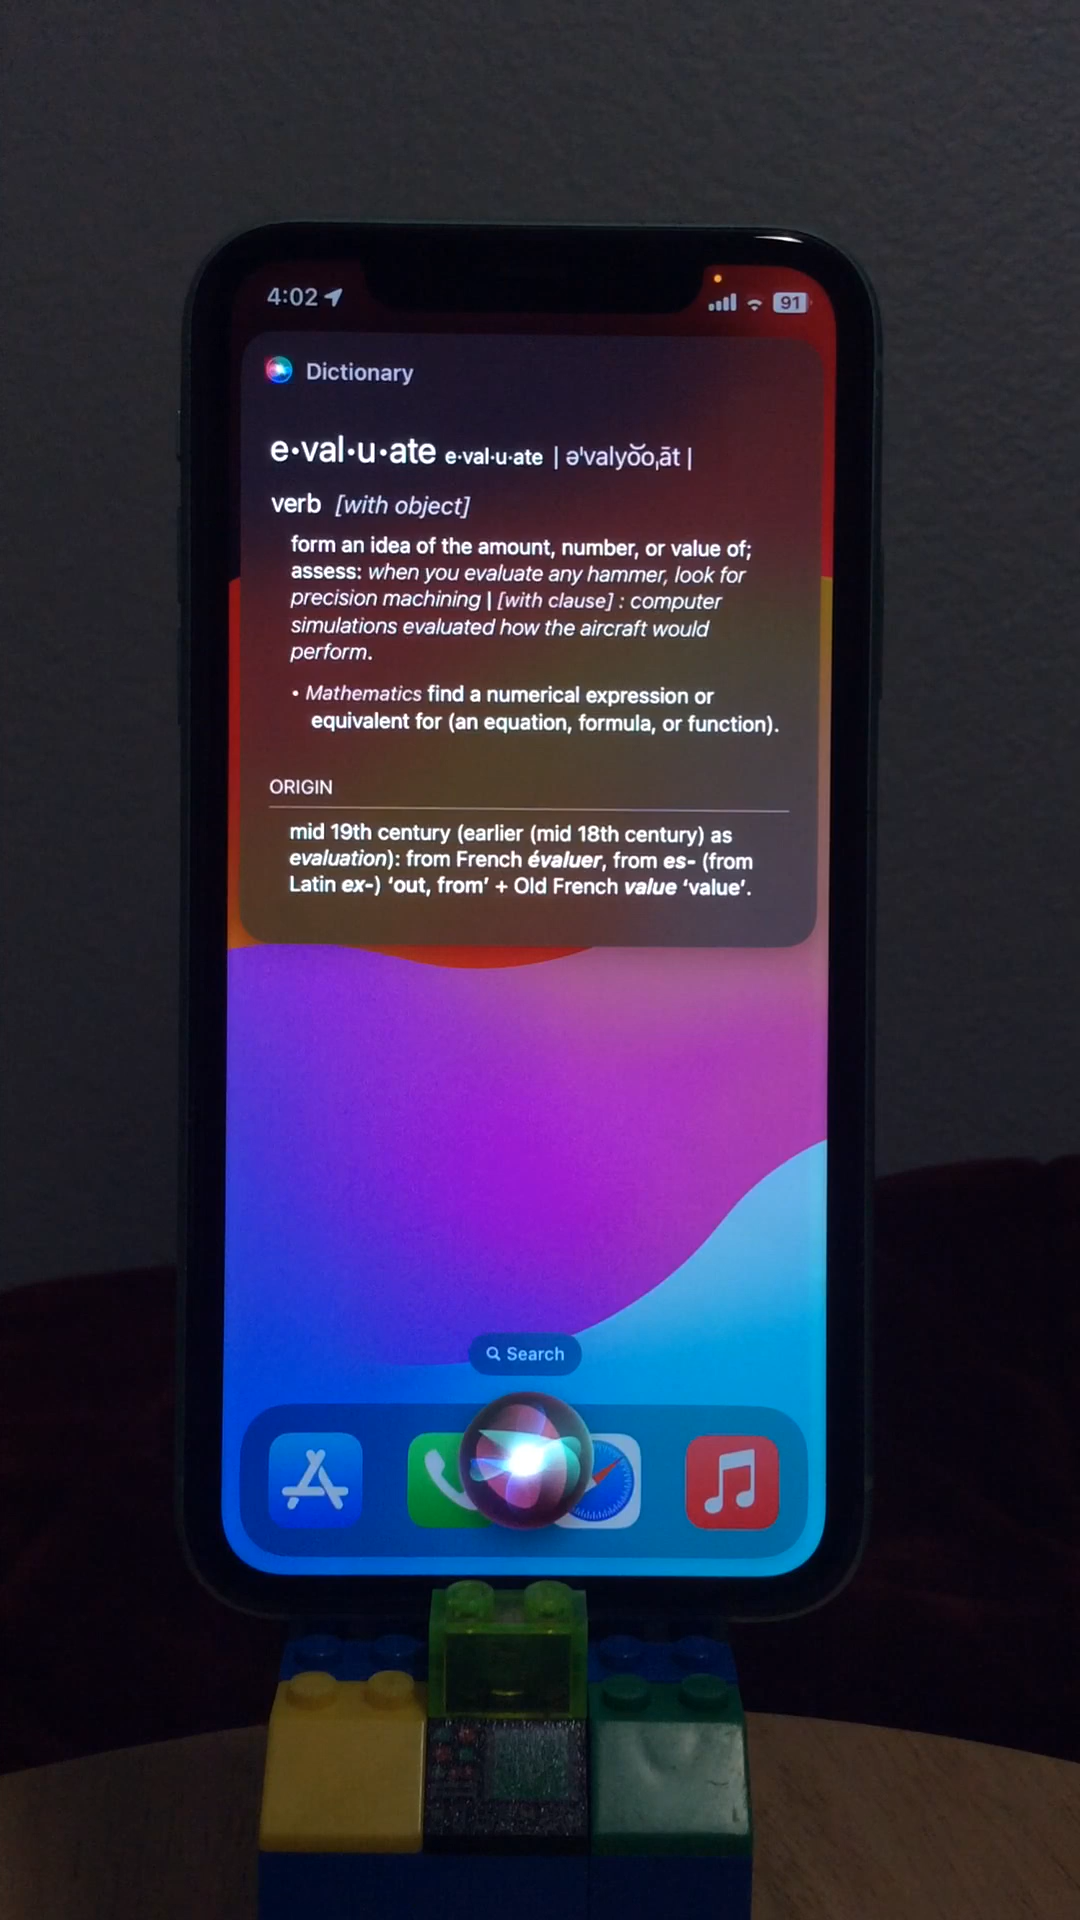 4:02
91
Dictionary
e·val·u·ate e·val·u·ate | əˈvalyo͞oˌāt |
verb [with object]
form an idea of the amount, number, or value of;
assess: when you evaluate any hammer, look for
precision machining | [with clause] : computer
simulations evaluated how the aircraft would
perform.
• Mathematics find a numerical expression or
equivalent for (an equation, formula, or function).
ORIGIN
mid 19th century (earlier (mid 18th century) as
evaluation): from French évaluer, from es- (from
Latin ex-) ‘out, from’ + Old French value ‘value’.
Search